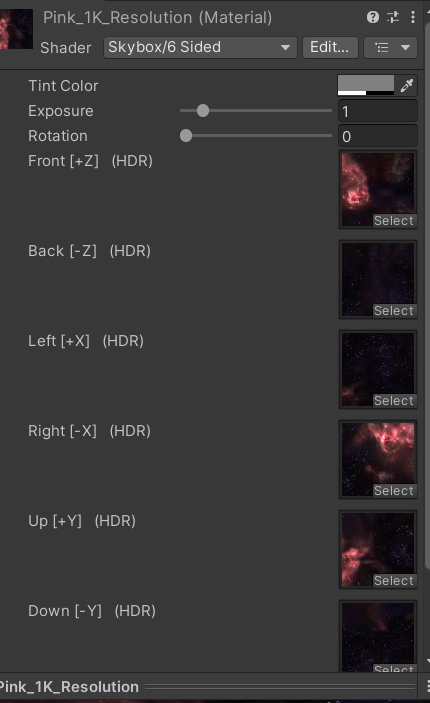 Pink_1K_Resolution (Material)
Shader Skybox/6 Sided Edit...
Tint Color
Exposure 1
Rotation 0
Front [+Z] (HDR)
Select
Back [-Z] (HDR)
Select
Left [+X] (HDR)
Select
Right [-X] (HDR)
Select
Up [+Y] (HDR)
Select
Down [-Y] (HDR)
Select
Pink_1K_Resolution